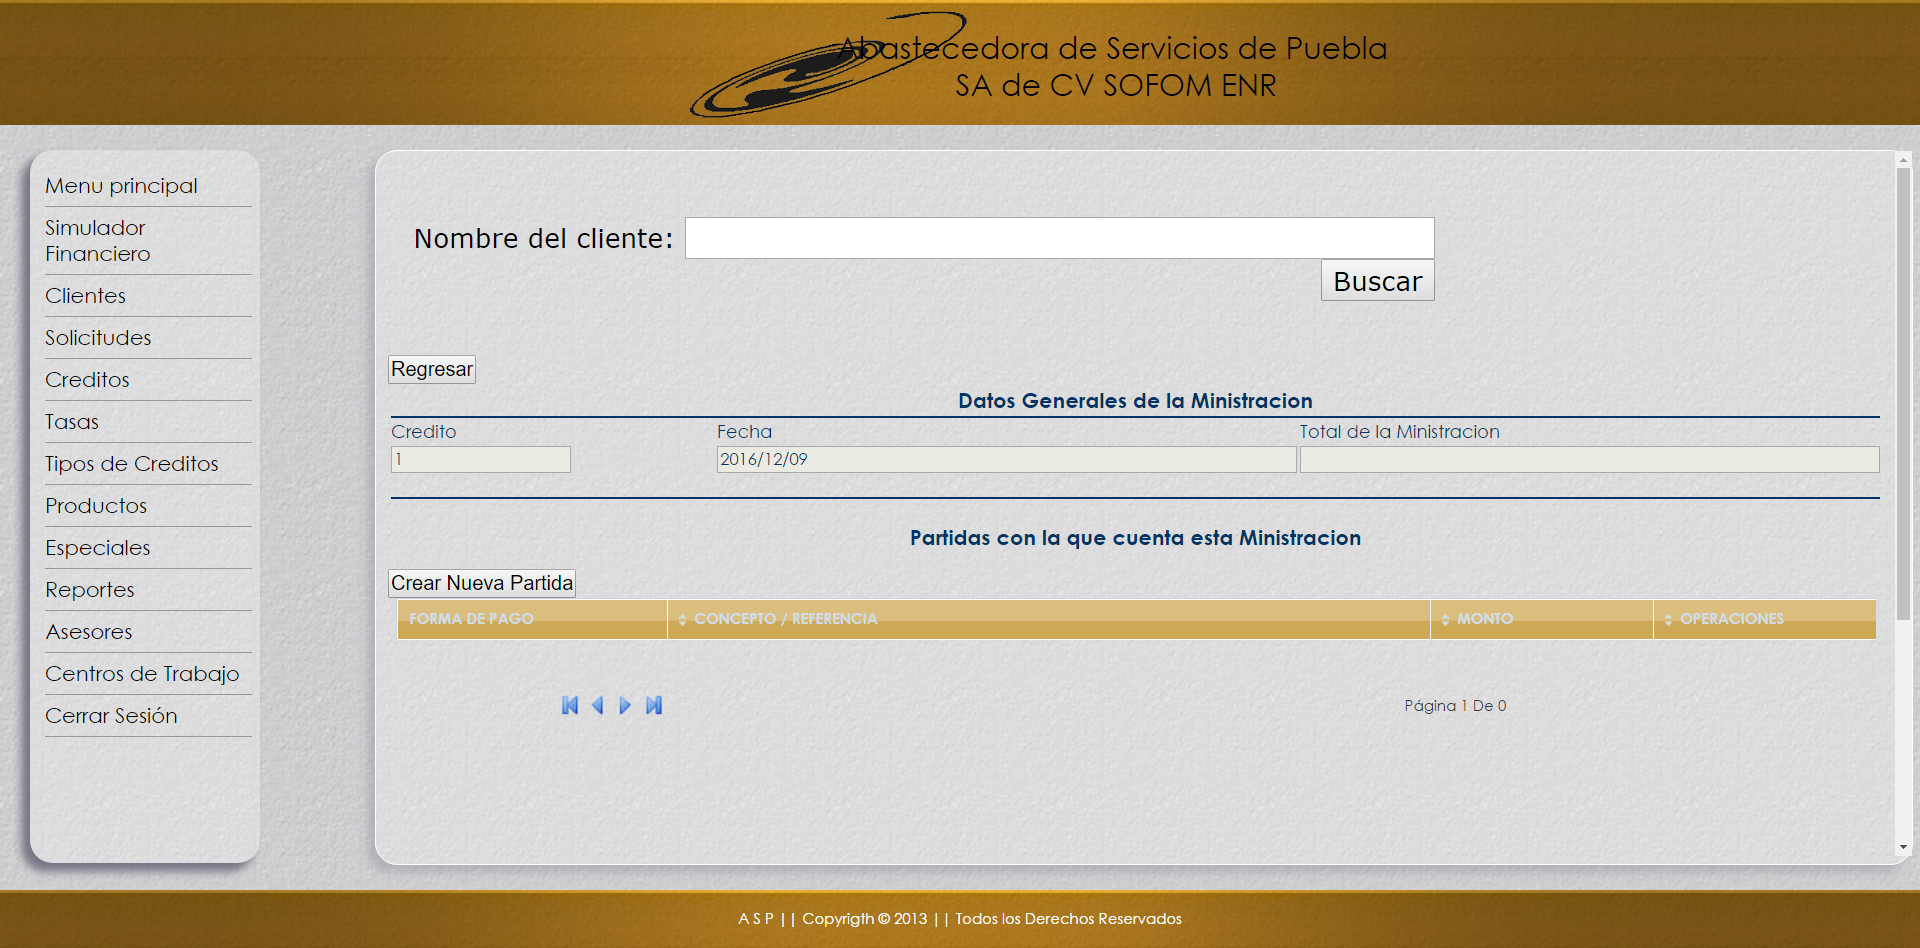 Abastecedora de Servicios de Puebla
SA de CV SOFOM ENR
Menu principal
Simulador
Financiero
Clientes
Solicitudes
Creditos
Tasas
Tipos de Creditos
Productos
Especiales
Reportes
Asesores
Centros de Trabajo
Cerrar Sesión
Nombre del cliente:
Buscar
Regresar
Datos Generales de la Ministracion
Credito Fecha Total de la Ministracion
1 2016/12/09
Partidas con la que cuenta esta Ministracion
Crear Nueva Partida
FORMA DE PAGO CONCEPTO / REFERENCIA MONTO OPERACIONES
Página 1 De 0
A S P || Copyrigth © 2013 || Todos los Derechos Reservados